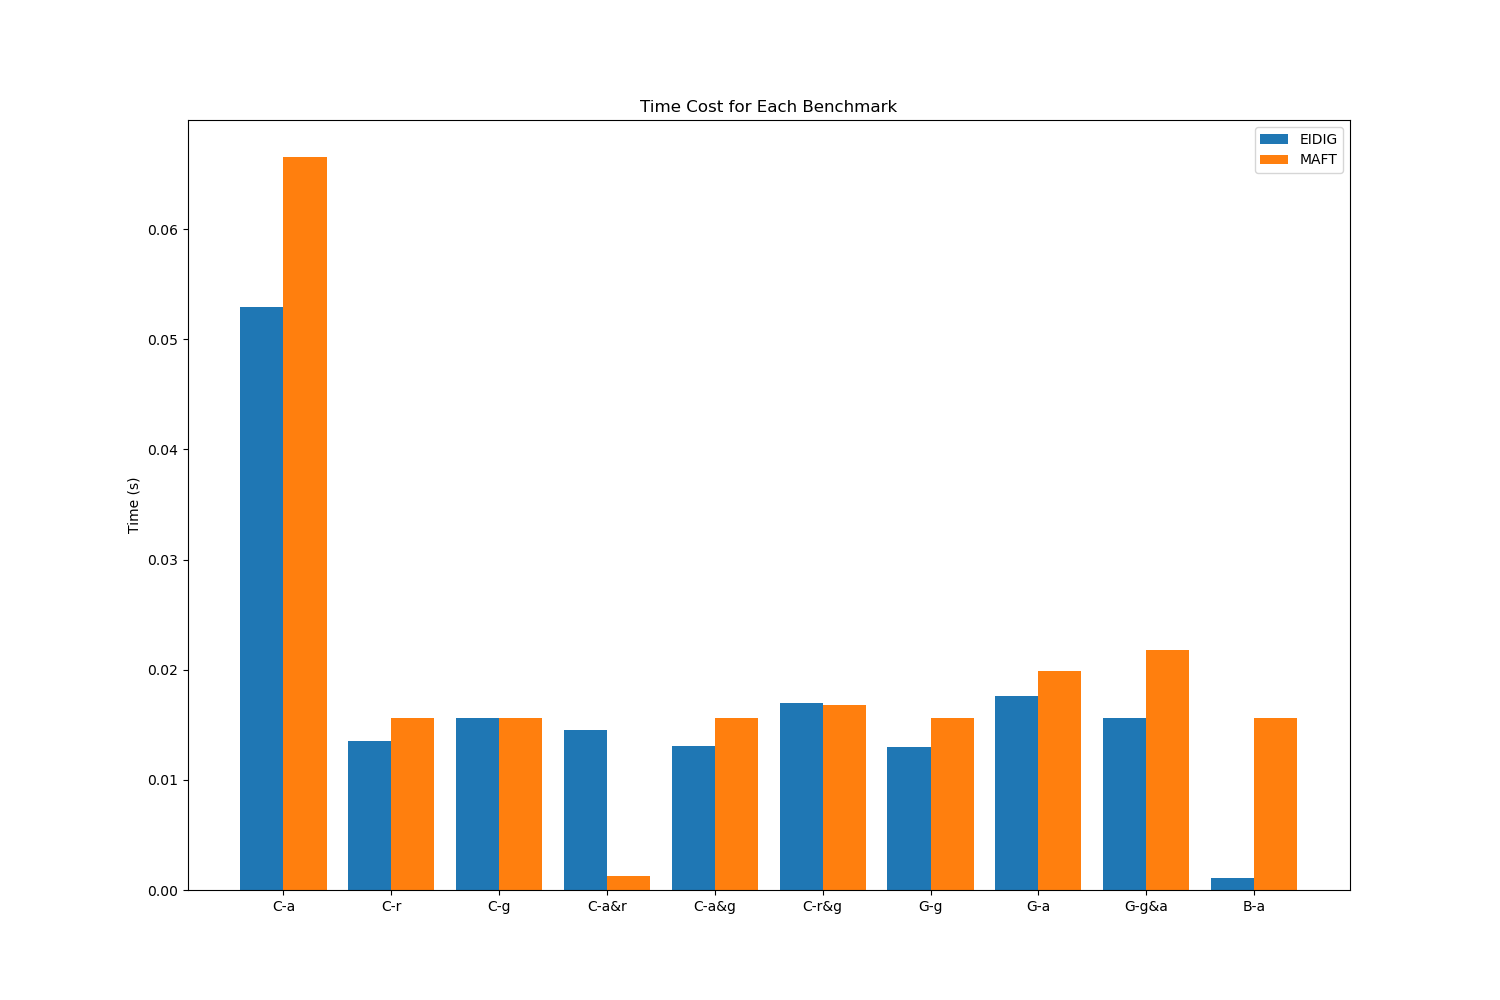 Time Cost for Each Benchmark
EIDIG
MAFT
Time (s)
0.06
0.05
0.04
0.03
0.02
0.01
0.00
C-a C-r C-g C-a&r C-a&g C-r&g G-g G-a G-g&a B-a